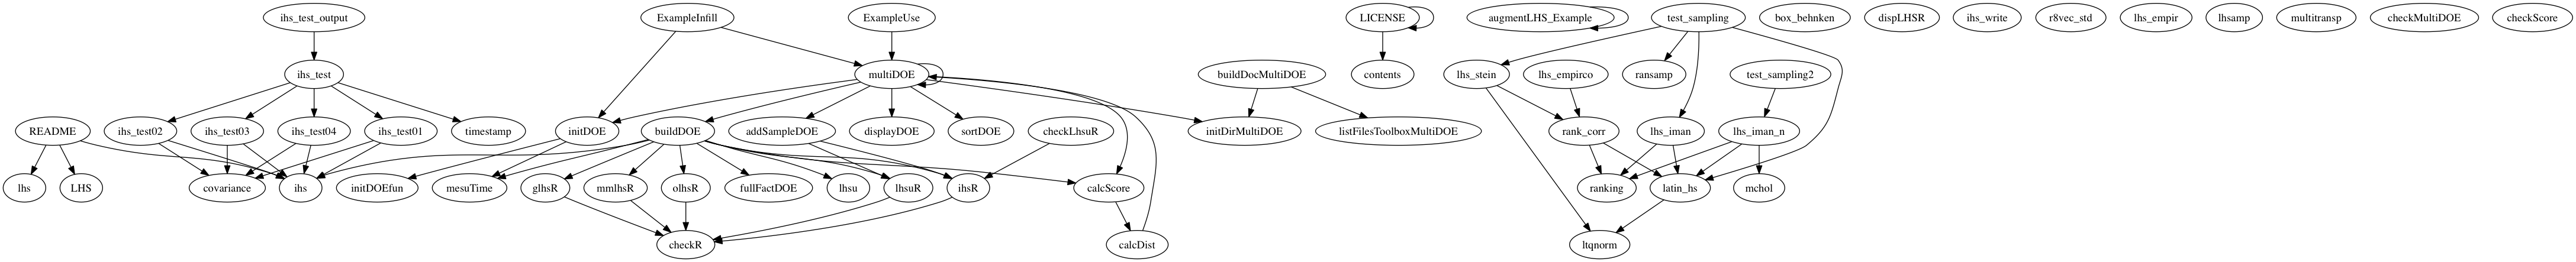 ihs_test_output
ExampleInfill
ExampleUse
LICENSE
augmentLHS_Example
test_sampling
box_behnken
dispLHSR
ihs_write
r8vec_std
lhs_empir
lhsamp
multitransp
checkMultiDOE
checkScore
ihs_test
multiDOE
buildDocMultiDOE
contents
lhs_stein
lhs_empirco
ransamp
test_sampling2
README
ihs_test02
ihs_test03
ihs_test04
ihs_test01
timestamp
initDOE
buildDOE
addSampleDOE
displayDOE
sortDOE
checkLhsuR
initDirMultiDOE
listFilesToolboxMultiDOE
rank_corr
lhs_iman
lhs_iman_n
lhs
LHS
covariance
ihs
initDOEfun
mesuTime
glhsR
mmlhsR
olhsR
fullFactDOE
lhsu
lhsuR
ihsR
calcScore
ranking
latin_hs
mchol
checkR
calcDist
ltqnorm